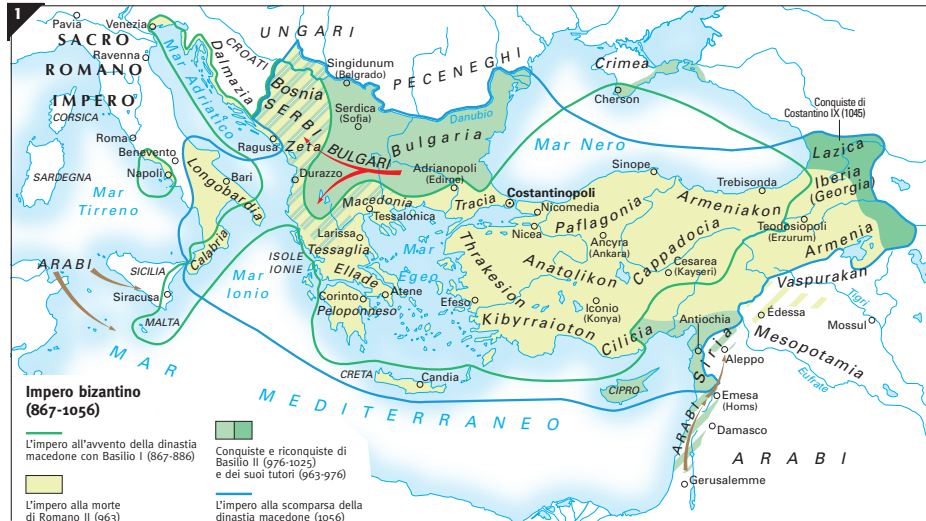 1
Pavia
Venezia
SACRO
ROMANO
IMPERO
Ravenna
CORSICA
Roma
Benevento
Napoli
SARDEGNA
Mar
Tirreno
Mar
Adriatico
Dalmazia
CROATI
UNGARI
Singidunum
(Belgrado)
PECENEGHI
Crimea
Cherson
Conquiste di
Costantino IX (1045)
Bosnia
SERBI
Zeta
Serdica
(Sofia)
Danubio
Bulgaria
BULGARI
Mar Nero
Lazica
Iberia
(Georgia)
Ragusa
Bari
Longobardia
Durazzo
Adrianopoli
(Edirne)
Macedonia
Tracia
Costantinopoli
Sinope
Trebisonda
Tessalonica
Nicomedia
Nicea
Paflagonia
Armeniakon
Teodosiopoli
(Erzurum)
Armenia
Larissa
Tessaglia
Ancyra
(Ankara)
Cappadocia
Calabria
Mar
Ionio
ISOLE
IONIE
Ellade
Mar
Egeo
Thrakesion
Anatolikon
Cesarea
(Kayseri)
Vaspurakan
ARABI
SICILIA
Siracusa
MALTA
Corinto
Atene
Peloponneso
Efeso
Iconio
(Konya)
Kibyrraioton
Cilicia
Antiochia
Edessa
Tigri
Mossul
Mesopotamia
Siria
Aleppo
Eufrate
MAR
MEDITERRANEO
CRETA
Candia
CIPRO
Emesa
(Homs)
Damasco
ARABI
ARABI
Gerusalemme
Impero bizantino
(867-1056)
L'impero all'avvento della dinastia
macedone con Basilio I (867-886)
L'impero alla morte
di Romano II (963)
Conquiste e riconquiste di
Basilio II (976-1025)
e dei suoi tutori (963-976)
L'impero alla scomparsa della
dinastia macedone (1056)